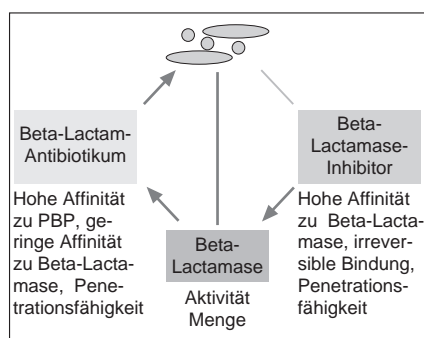 Beta-Lactam-
Antibiotikum
Hohe Affinität
zu PBP, ge-
ringe Affinität
zu Beta-Lacta-
mase, Pene-
trationsfähigkeit
Beta-
Lactamase
Aktivität
Menge
Beta-
Lactamase-
Inhibitor
Hohe Affinität
zu Beta-Lacta-
mase, irrever-
sible Bindung,
Penetrations-
fähigkeit